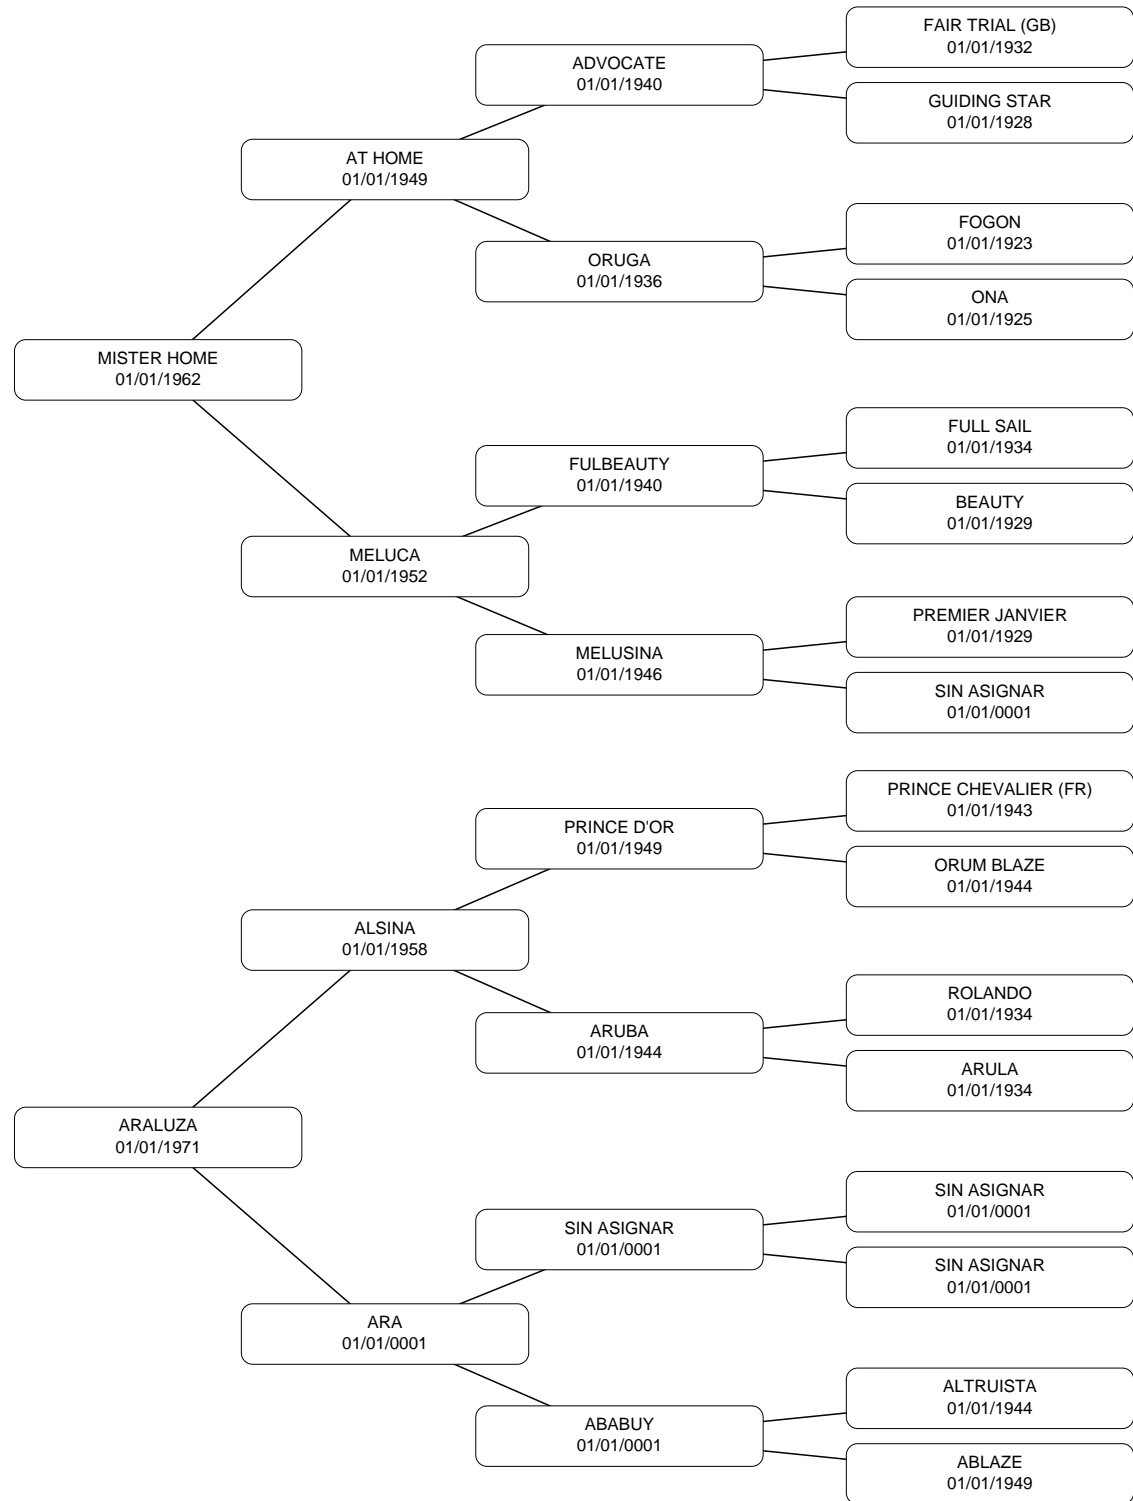 FAIR TRIAL (GB)
01/01/1932
ADVOCATE
01/01/1940
GUIDING STAR
01/01/1928
AT HOME
01/01/1949
FOGON
01/01/1923
ORUGA
01/01/1936
ONA
01/01/1925
MISTER HOME
01/01/1962
FULL SAIL
01/01/1934
FULBEAUTY
01/01/1940
BEAUTY
01/01/1929
MELUCA
01/01/1952
PREMIER JANVIER
01/01/1929
MELUSINA
01/01/1946
SIN ASIGNAR
01/01/0001
PRINCE CHEVALIER (FR)
01/01/1943
PRINCE D'OR
01/01/1949
ORUM BLAZE
01/01/1944
ALSINA
01/01/1958
ROLANDO
01/01/1934
ARUBA
01/01/1944
ARULA
01/01/1934
ARALUZA
01/01/1971
SIN ASIGNAR
01/01/0001
SIN ASIGNAR
01/01/0001
SIN ASIGNAR
01/01/0001
ARA
01/01/0001
ALTRUISTA
01/01/1944
ABABUY
01/01/0001
ABLAZE
01/01/1949